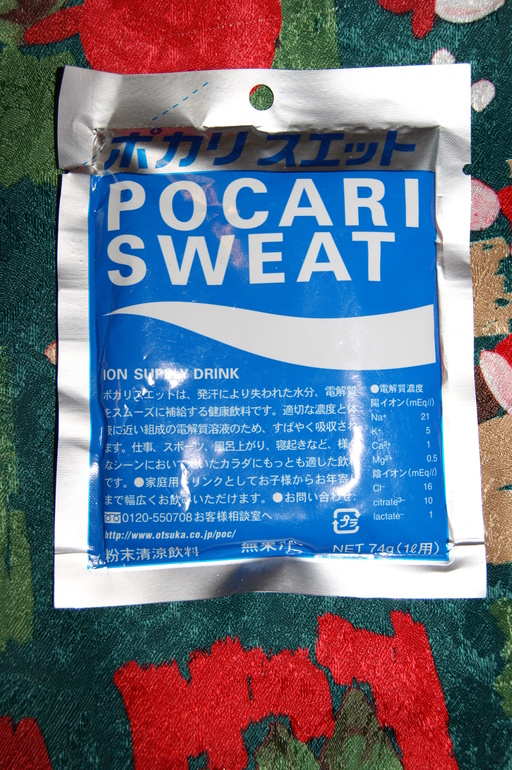 ポカリスエット
POCARI
SWEAT
ION SUPPLY DRINK
ポカリスエットは、発汗により失われた水分、電解質
をスムーズに補給する健康飲料です。適切な濃度と体
液に近い組成の電解質溶液のため、すばやく吸収され
ます。仕事、スポーツ、風呂上がり、寝起きなど、様々
なシーンにおいて カラダにもっとも適した飲料
です。●家庭用ドリンクとしてお子様からお年寄り
まで幅広くお飲みいただけます。●お問い合わせ:
0120-550708お客様相談室へ
http://www.otsuka.co.jp/poc/
●電解質濃度
陽イオン(mEq/l)
Na⁺ 21
K⁺ 5
Ca²⁺ 1
Mg²⁺ 0.5
陰イオン(mEq/l)
Cl⁻ 16
citrate³⁻ 10
lactate⁻ 1
プラ
粉末清涼飲料 無果汁 NET 74g(1ℓ用)